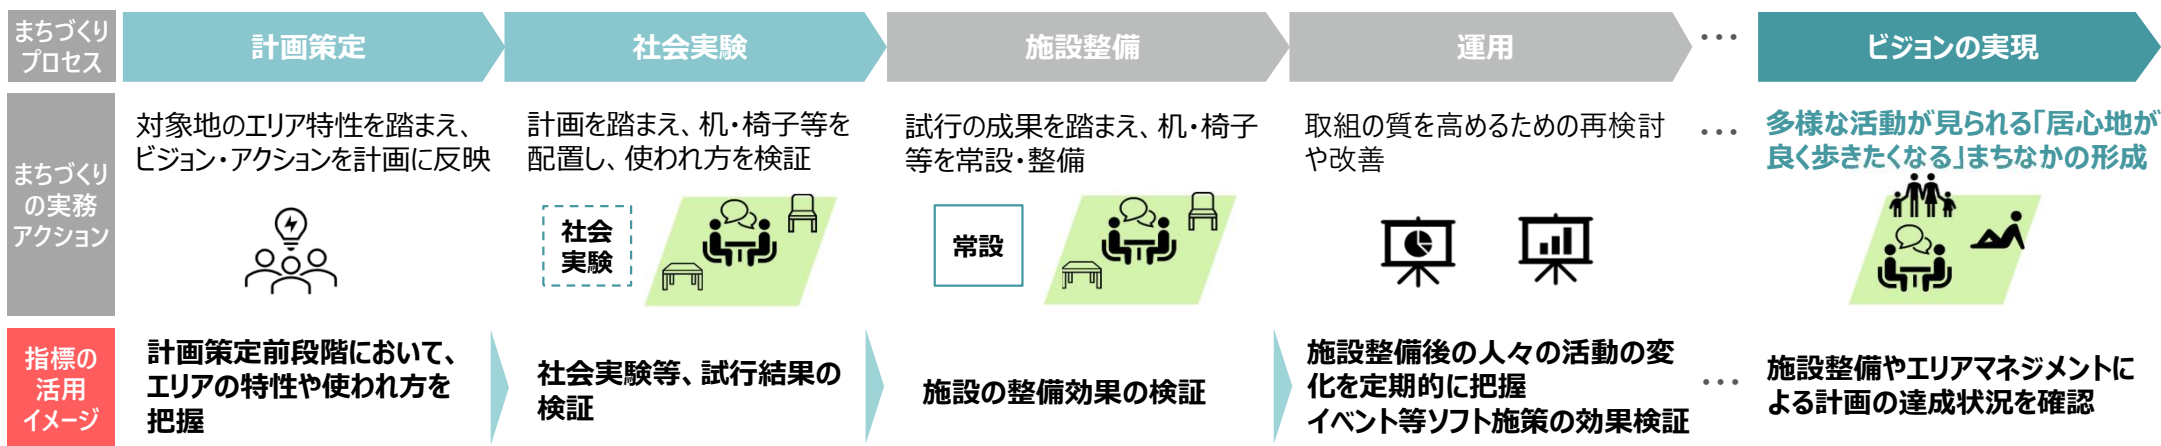 まちづくり
プロセス
計画策定
社会実験
施設整備
運用
…
ビジョンの実現
まちづくり
の実務
アクション
対象地のエリア特性を踏まえ、
ビジョン・アクションを計画に反映
計画を踏まえ、机・椅子等を
配置し、使われ方を検証
試行の成果を踏まえ、机・椅子
等を常設・整備
取組の質を高めるための再検討
や改善
…
多様な活動が見られる「居心地が
良く歩きたくなる」まちなかの形成
社会
実験
常設
指標の
活用
イメージ
計画策定前段階において、
エリアの特性や使われ方を
把握
社会実験等、試行結果の
検証
施設の整備効果の検証
施設整備後の人々の活動の変
化を定期的に把握
イベント等ソフト施策の効果検証
…
施設整備やエリアマネジメントに
よる計画の達成状況を確認